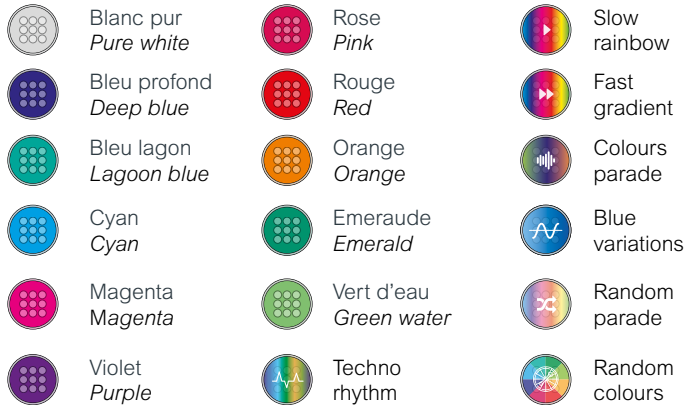 Blanc pur
Pure white
Bleu profond
Deep blue
Bleu lagon
Lagoon blue
Cyan
Cyan
Magenta
Magenta
Violet
Purple
Rose
Pink
Rouge
Red
Orange
Orange
Emeraude
Emerald
Vert d'eau
Green water
Techno
rhythm
Slow
rainbow
Fast
gradient
Colours
parade
Blue
variations
Random
parade
Random
colours